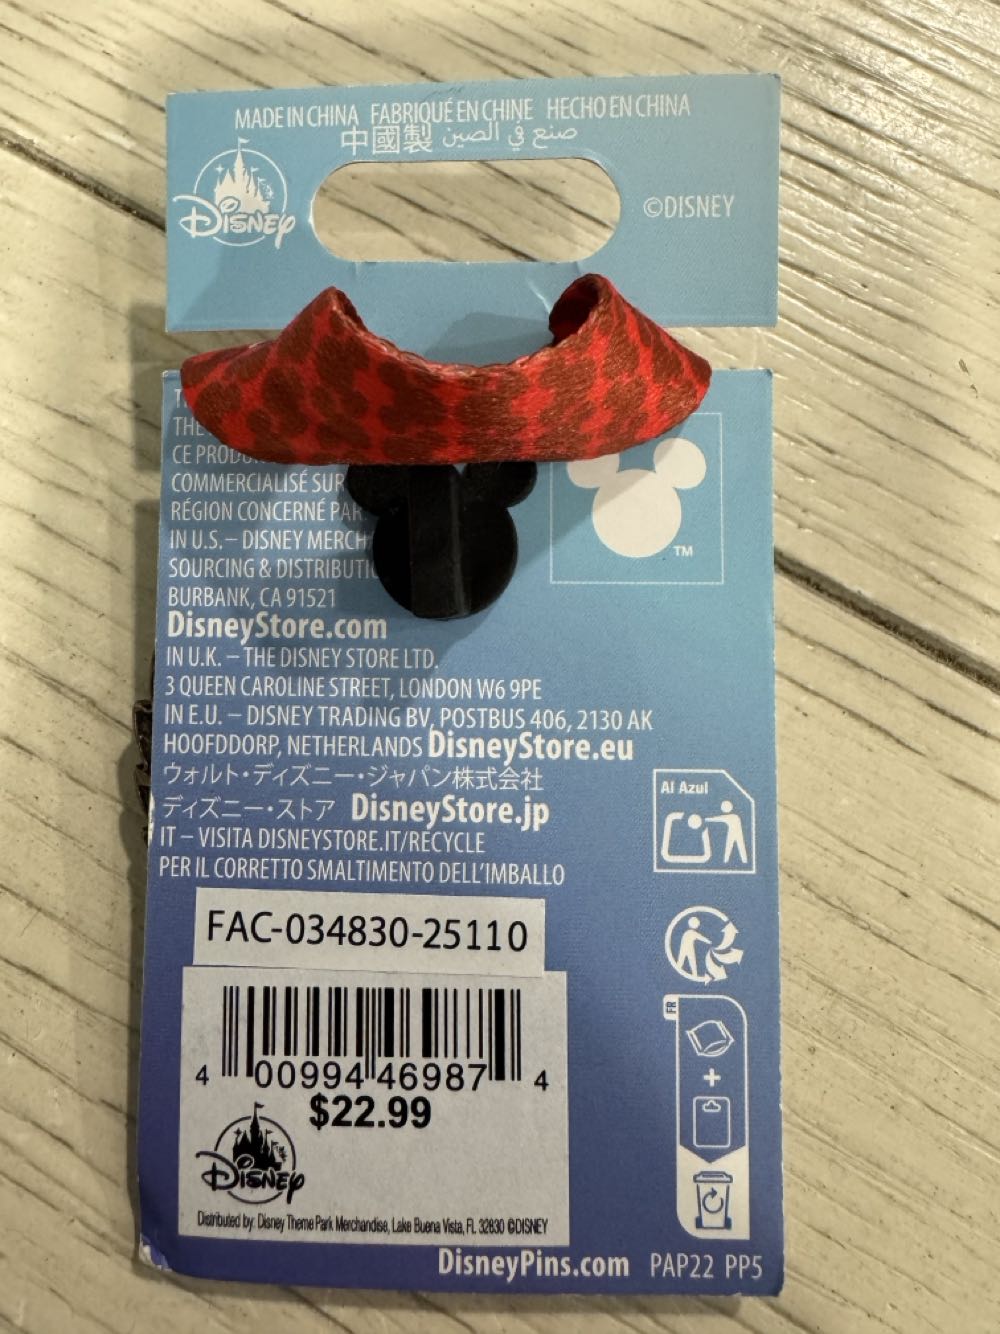 MADE IN CHINA FABRIQUÉ EN CHINE HECHO EN CHINA
中國製 صنع في الصين
Disney
©DISNEY
THE
CE PRODUI
COMMERCIALISÉ SUR
RÉGION CONCERNÉ PAR
IN U.S. – DISNEY MERCH
SOURCING & DISTRIBUTI
BURBANK, CA 91521
DisneyStore.com
TM
IN U.K. – THE DISNEY STORE LTD.
3 QUEEN CAROLINE STREET, LONDON W6 9PE
IN E.U. – DISNEY TRADING BV, POSTBUS 406, 2130 AK
HOOFDDORP, NETHERLANDS DisneyStore.eu
ウォルト・ディズニー・ジャパン株式会社
ディズニー・ストア DisneyStore.jp
IT – VISITA DISNEYSTORE.IT/RECYCLE
PER IL CORRETTO SMALTIMENTO DELL'IMBALLO
Al Azul
FAC-034830-25110
FR
4 00994 46987 4
$22.99
Disney
Distributed by: Disney Theme Park Merchandise, Lake Buena Vista, FL 32830 ©DISNEY
DisneyPins.com PAP22 PP5